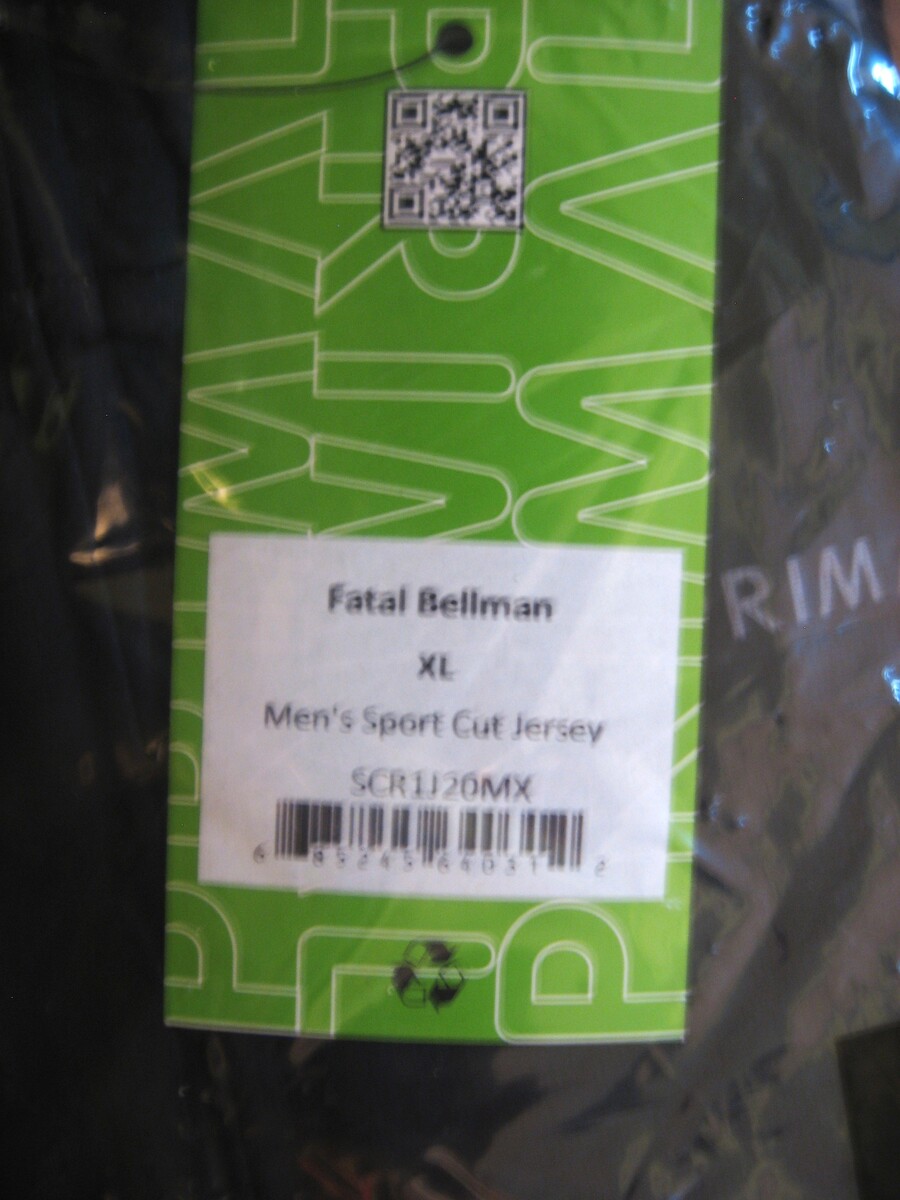 Fatal Bellman
XL
Men's Sport Cut Jersey
SCR1J20MX
RIM